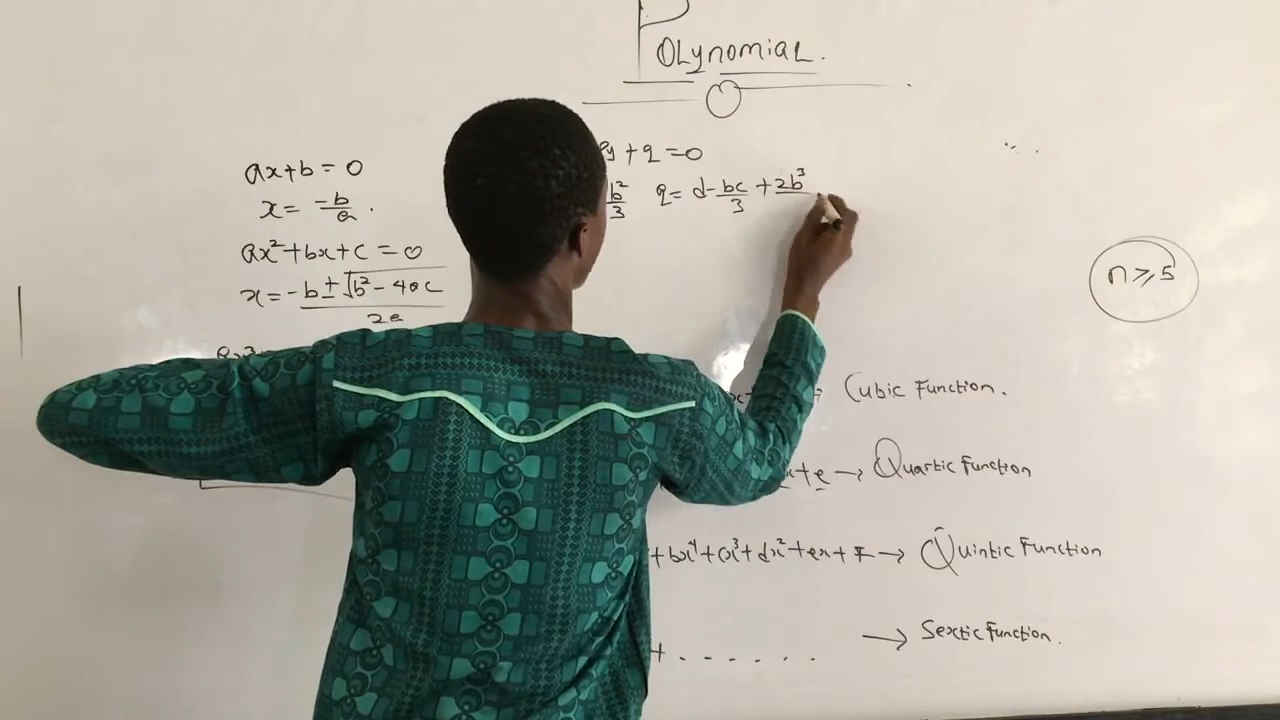 Polynomial.
ax+b=0
x= -b/a.
ax²+bx+c=0
x= -b±√b²-4ac / 2a
y+q=0
b²/3 q= d-bc/3 +2b³
n≥5
Cubic Function.
x+e → Quartic Function
+bx⁴+cx³+dx²+ex+F → Quintic Function
+ . . . . . . → Sextic Function.